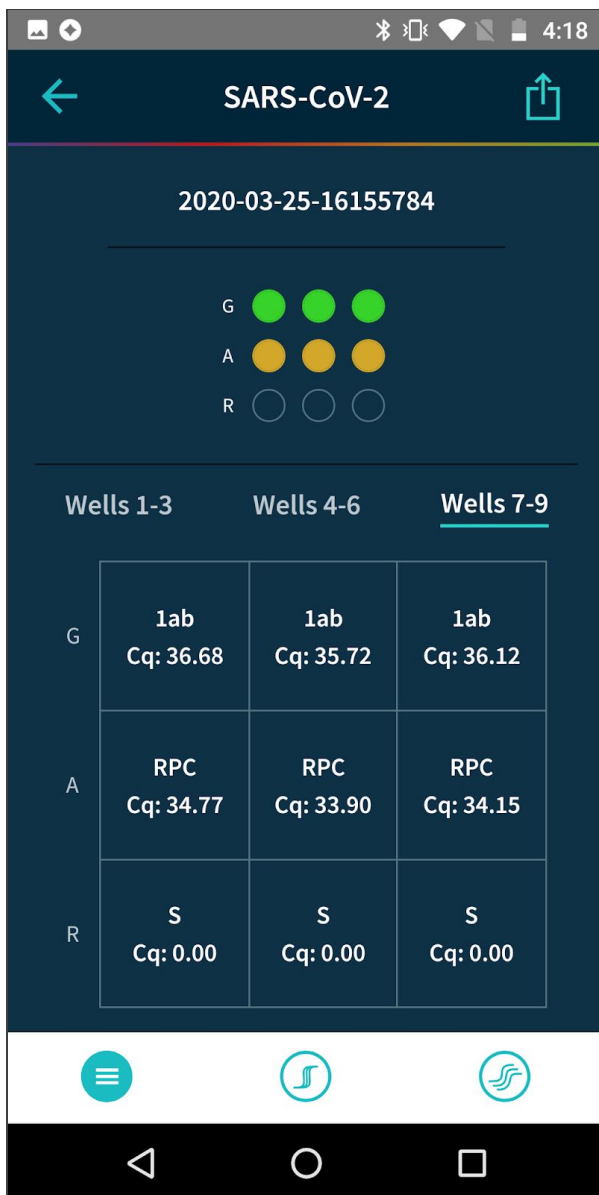 4:18
SARS-CoV-2
2020-03-25-16155784
G
A
R
Wells 1-3 Wells 4-6 Wells 7-9
G
1ab 1ab 1ab
Cq: 36.68 Cq: 35.72 Cq: 36.12
A
RPC RPC RPC
Cq: 34.77 Cq: 33.90 Cq: 34.15
R
S S S
Cq: 0.00 Cq: 0.00 Cq: 0.00